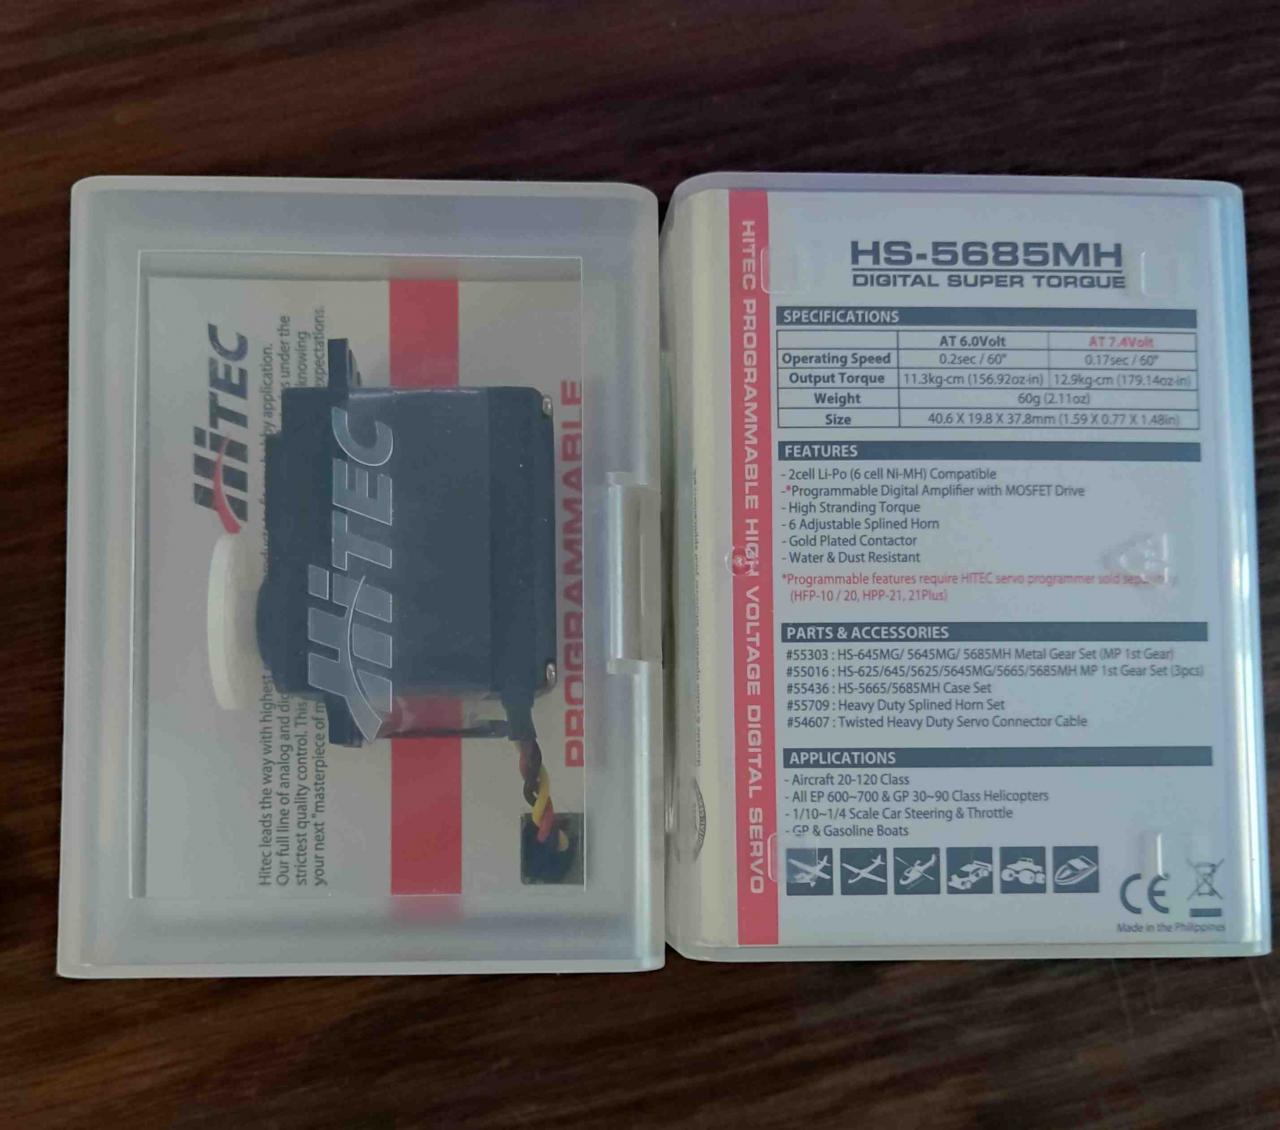 HiTEC
Hitec leads the way with highest
application.
Our full line of analog and
under the
strictest quality control. This
knowing
your next "masterpiece of
expectations.
HiTEC
PROGRAMMABLE
HITEC PROGRAMMABLE HIGH VOLTAGE DIGITAL SERVO
HS-5685MH
DIGITAL SUPER TORQUE
SPECIFICATIONS
AT 6.0Volt AT 7.4Volt
Operating Speed 0.2sec / 60° 0.17sec / 60°
Output Torque 11.3kg-cm (156.92oz-in) 12.9kg-cm (179.14oz-in)
Weight 60g (2.11oz)
Size 40.6 X 19.8 X 37.8mm (1.59 X 0.77 X 1.48in)
FEATURES
- 2cell Li-Po (6 cell Ni-MH) Compatible
-*Programmable Digital Amplifier with MOSFET Drive
- High Stranding Torque
- 6 Adjustable Splined Horn
- Gold Plated Contactor
- Water & Dust Resistant
*Programmable features require HITEC servo programmer sold separately.
(HFP-10 / 20, HPP-21, 21Plus)
PARTS & ACCESSORIES
#55303 : HS-645MG/ 5645MG/ 5685MH Metal Gear Set (MP 1st Gear)
#55016 : HS-625/645/5625/5645MG/5665/5685MH MP 1st Gear Set (3pcs)
#55436 : HS-5665/5685MH Case Set
#55709 : Heavy Duty Splined Horn Set
#54607 : Twisted Heavy Duty Servo Connector Cable
APPLICATIONS
- Aircraft 20-120 Class
- All EP 600~700 & GP 30~90 Class Helicopters
- 1/10~1/4 Scale Car Steering & Throttle
- GP & Gasoline Boats
CE
Made in the Philippines